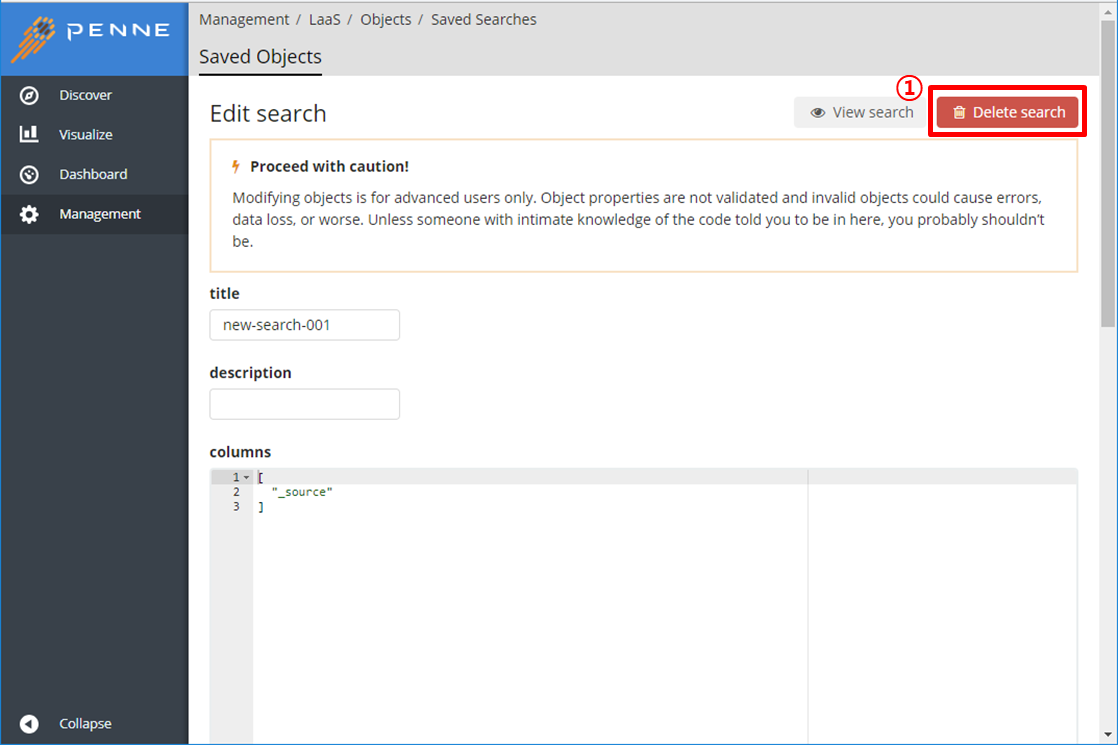 PENNE
Discover
Visualize
Dashboard
Management
Collapse
Management / LaaS / Objects / Saved Searches
Saved Objects
①
Edit search
View search
Delete search
Proceed with caution!
Modifying objects is for advanced users only. Object properties are not validated and invalid objects could cause errors,
data loss, or worse. Unless someone with intimate knowledge of the code told you to be in here, you probably shouldn't
be.
title
new-search-001
description
columns
1 [
2 "_source"
3 ]